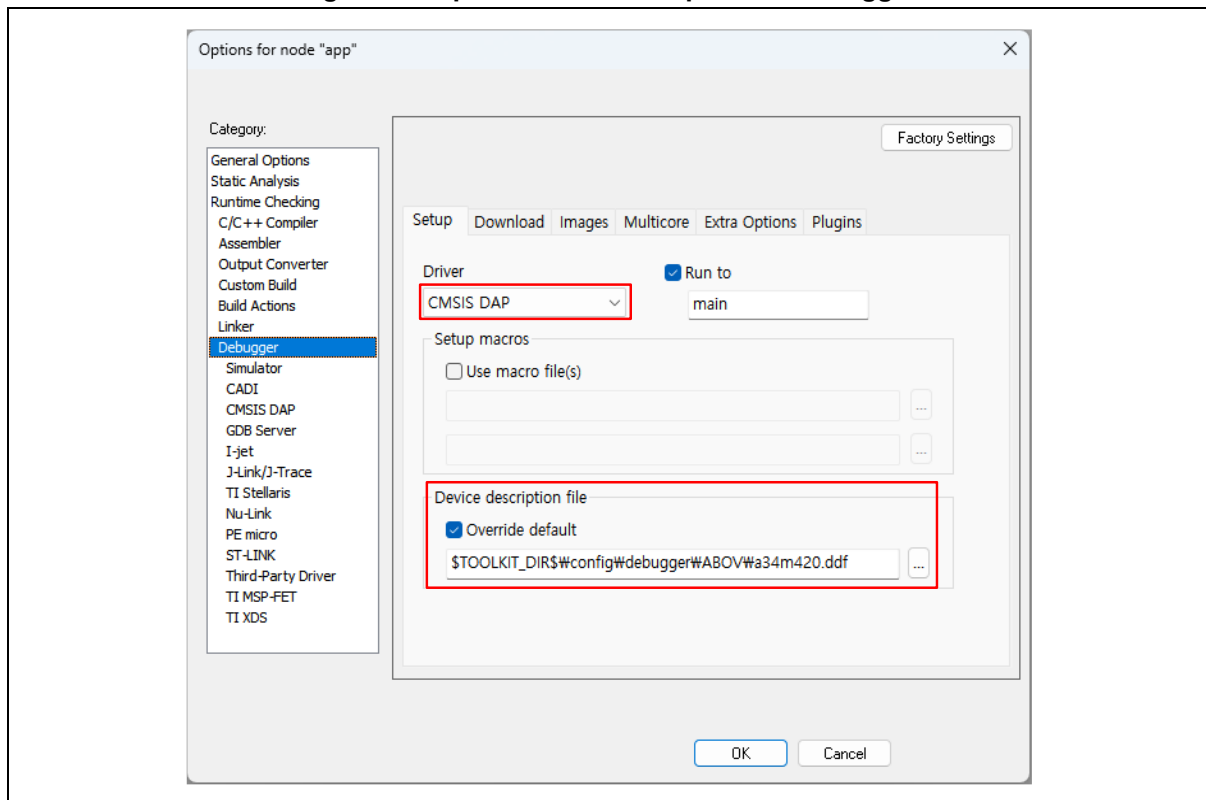 Options for node "app"
Category:
General Options
Static Analysis
Runtime Checking
C/C++ Compiler
Assembler
Output Converter
Custom Build
Build Actions
Linker
Debugger
Simulator
CADI
CMSIS DAP
GDB Server
I-jet
J-Link/J-Trace
TI Stellaris
Nu-Link
PE micro
ST-LINK
Third-Party Driver
TI MSP-FET
TI XDS
Factory Settings
Setup Download Images Multicore Extra Options Plugins
Driver
Run to
CMSIS DAP
main
Setup macros
Use macro file(s)
...
...
Device description file
Override default
$TOOLKIT_DIR$₩config₩debugger₩ABOV₩a34m420.ddf
...
OK Cancel